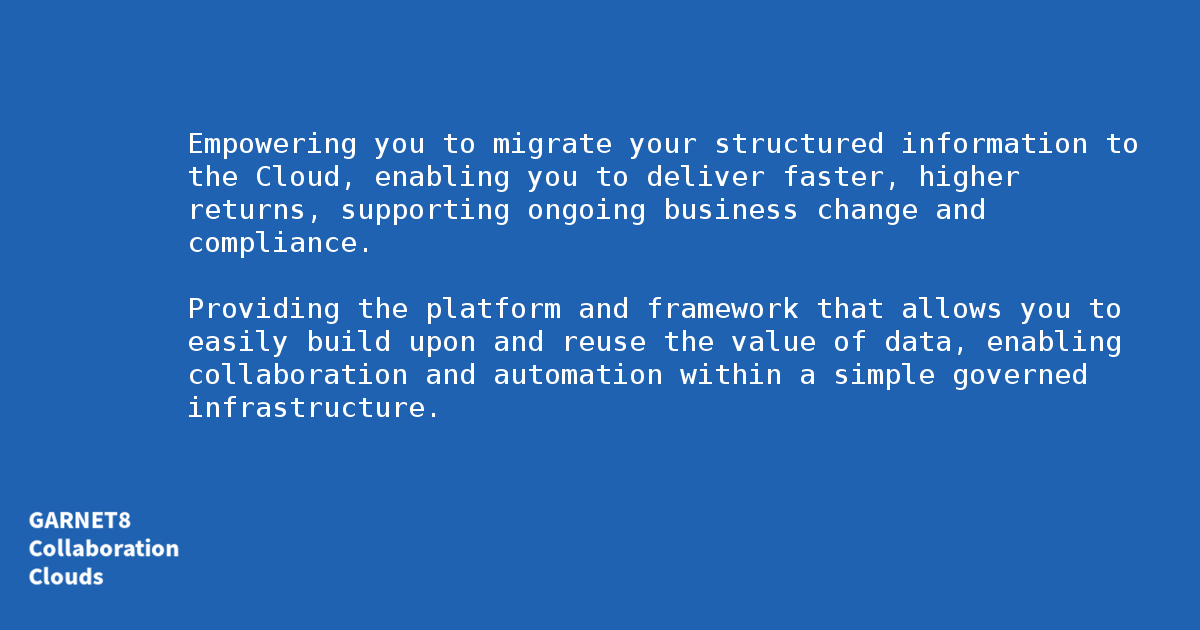 Empowering you to migrate your structured information to
the Cloud, enabling you to deliver faster, higher
returns, supporting ongoing business change and
compliance.
Providing the platform and framework that allows you to
easily build upon and reuse the value of data, enabling
collaboration and automation within a simple governed
infrastructure.
GARNET8
Collaboration
Clouds